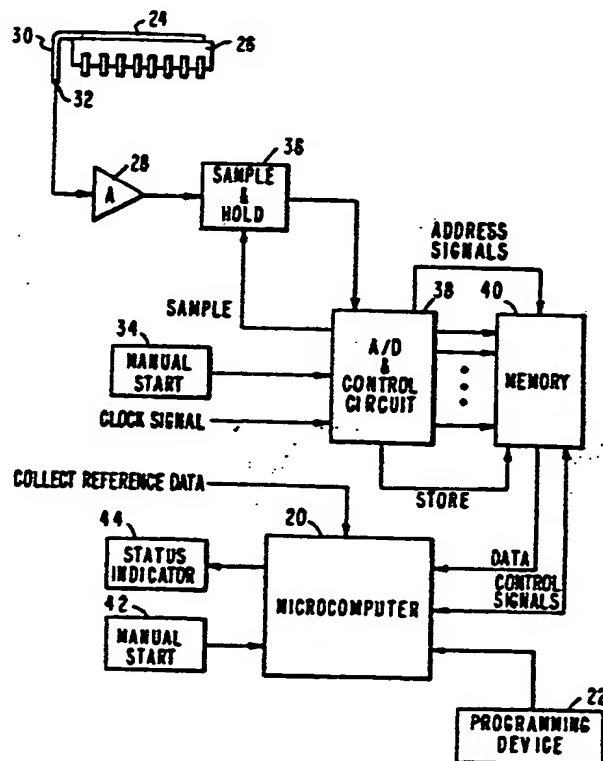 24
30
26
32
28
A
36
SAMPLE
&
HOLD
ADDRESS
SIGNALS
SAMPLE
38
40
34
MANUAL
START
A/D
&
CONTROL
CIRCUIT
MEMORY
CLOCK SIGNAL
COLLECT REFERENCE DATA
STORE
44
20
STATUS
INDICATOR
DATA
CONTROL
SIGNALS
42
MICROCOMPUTER
MANUAL
START
22
PROGRAMMING
DEVICE